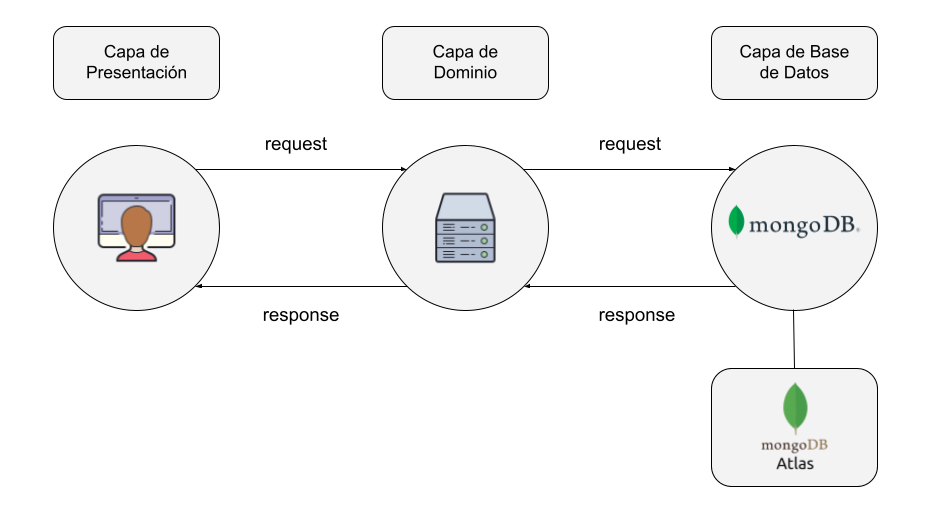 Capa de
Presentación
Capa de
Dominio
Capa de Base
de Datos
request
request
mongoDB®
response
response
mongoDB
Atlas